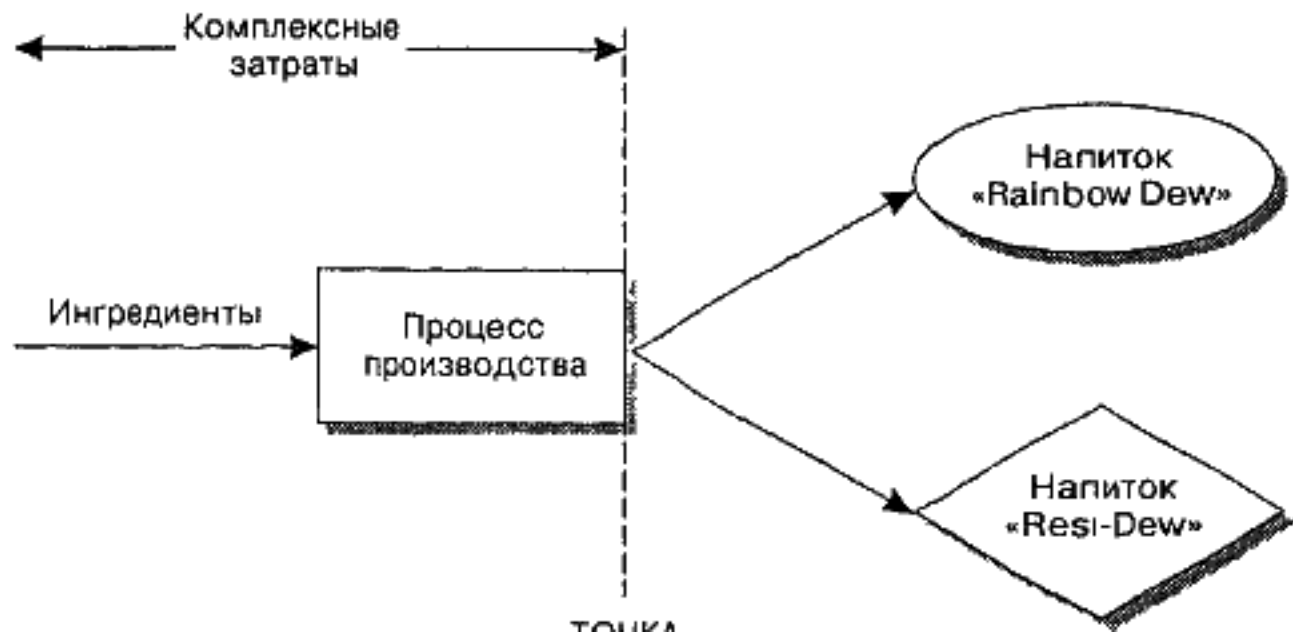 Комплексные
затраты
Ингредиенты
Процесс
производства
Напиток
«Rainbow Dew»
Напиток
«Resi-Dew»
ТОЧКА